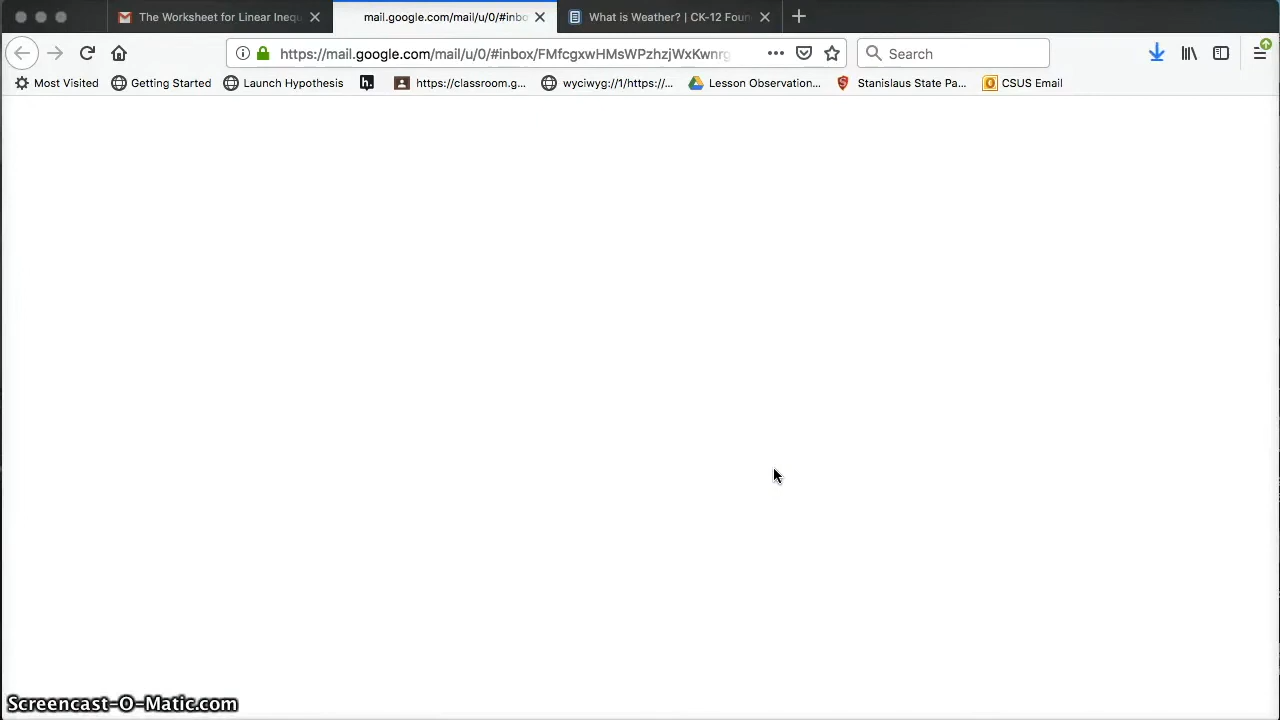 The Worksheet for Linear Inequ
mail.google.com/mail/u/0/#inbo
What is Weather? | CK-12 Foun
https://mail.google.com/mail/u/0/#inbox/FMfcgxwHMsWPzhzjWxKwnrg
Search
Most Visited
Getting Started
Launch Hypothesis
h.
https://classroom.g...
wyciwyg://1/https://...
Lesson Observation...
Stanislaus State Pa...
CSUS Email
Screencast-O-Matic.com